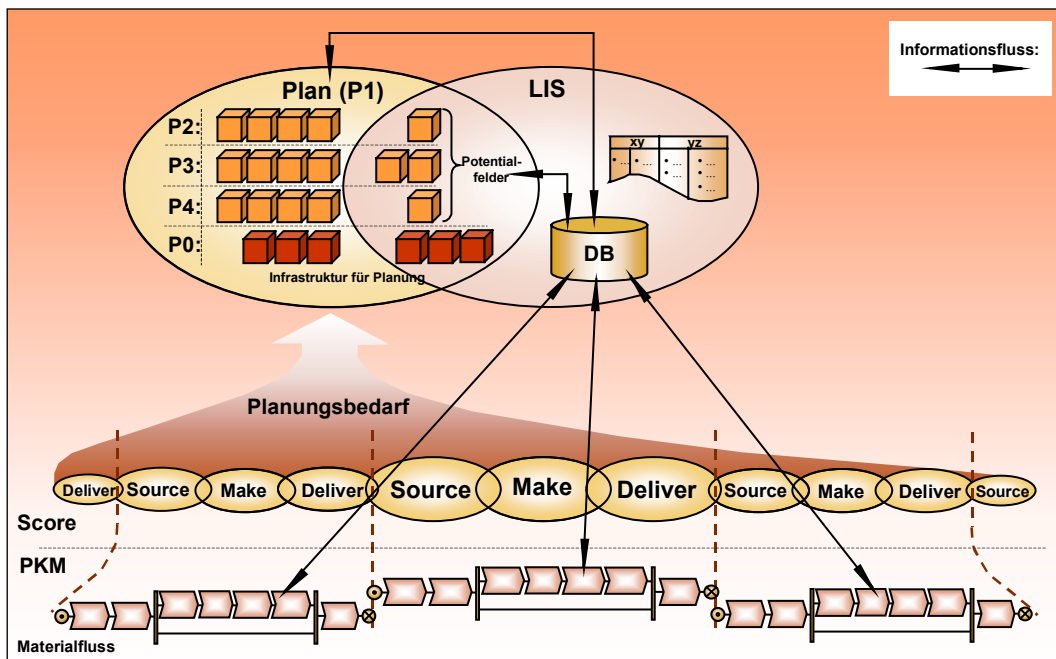 Informationsfluss:
Plan (P1)
LIS
P2:
P3:
P4:
P0:
Potential-
felder
Infrastruktur für Planung
xy yz
• ... • ... • ... • ...
• ...
• ...
DB
Planungsbedarf
Deliver Source Make Deliver Source Make Deliver Source Make Deliver Source
Score
PKM
Materialfluss